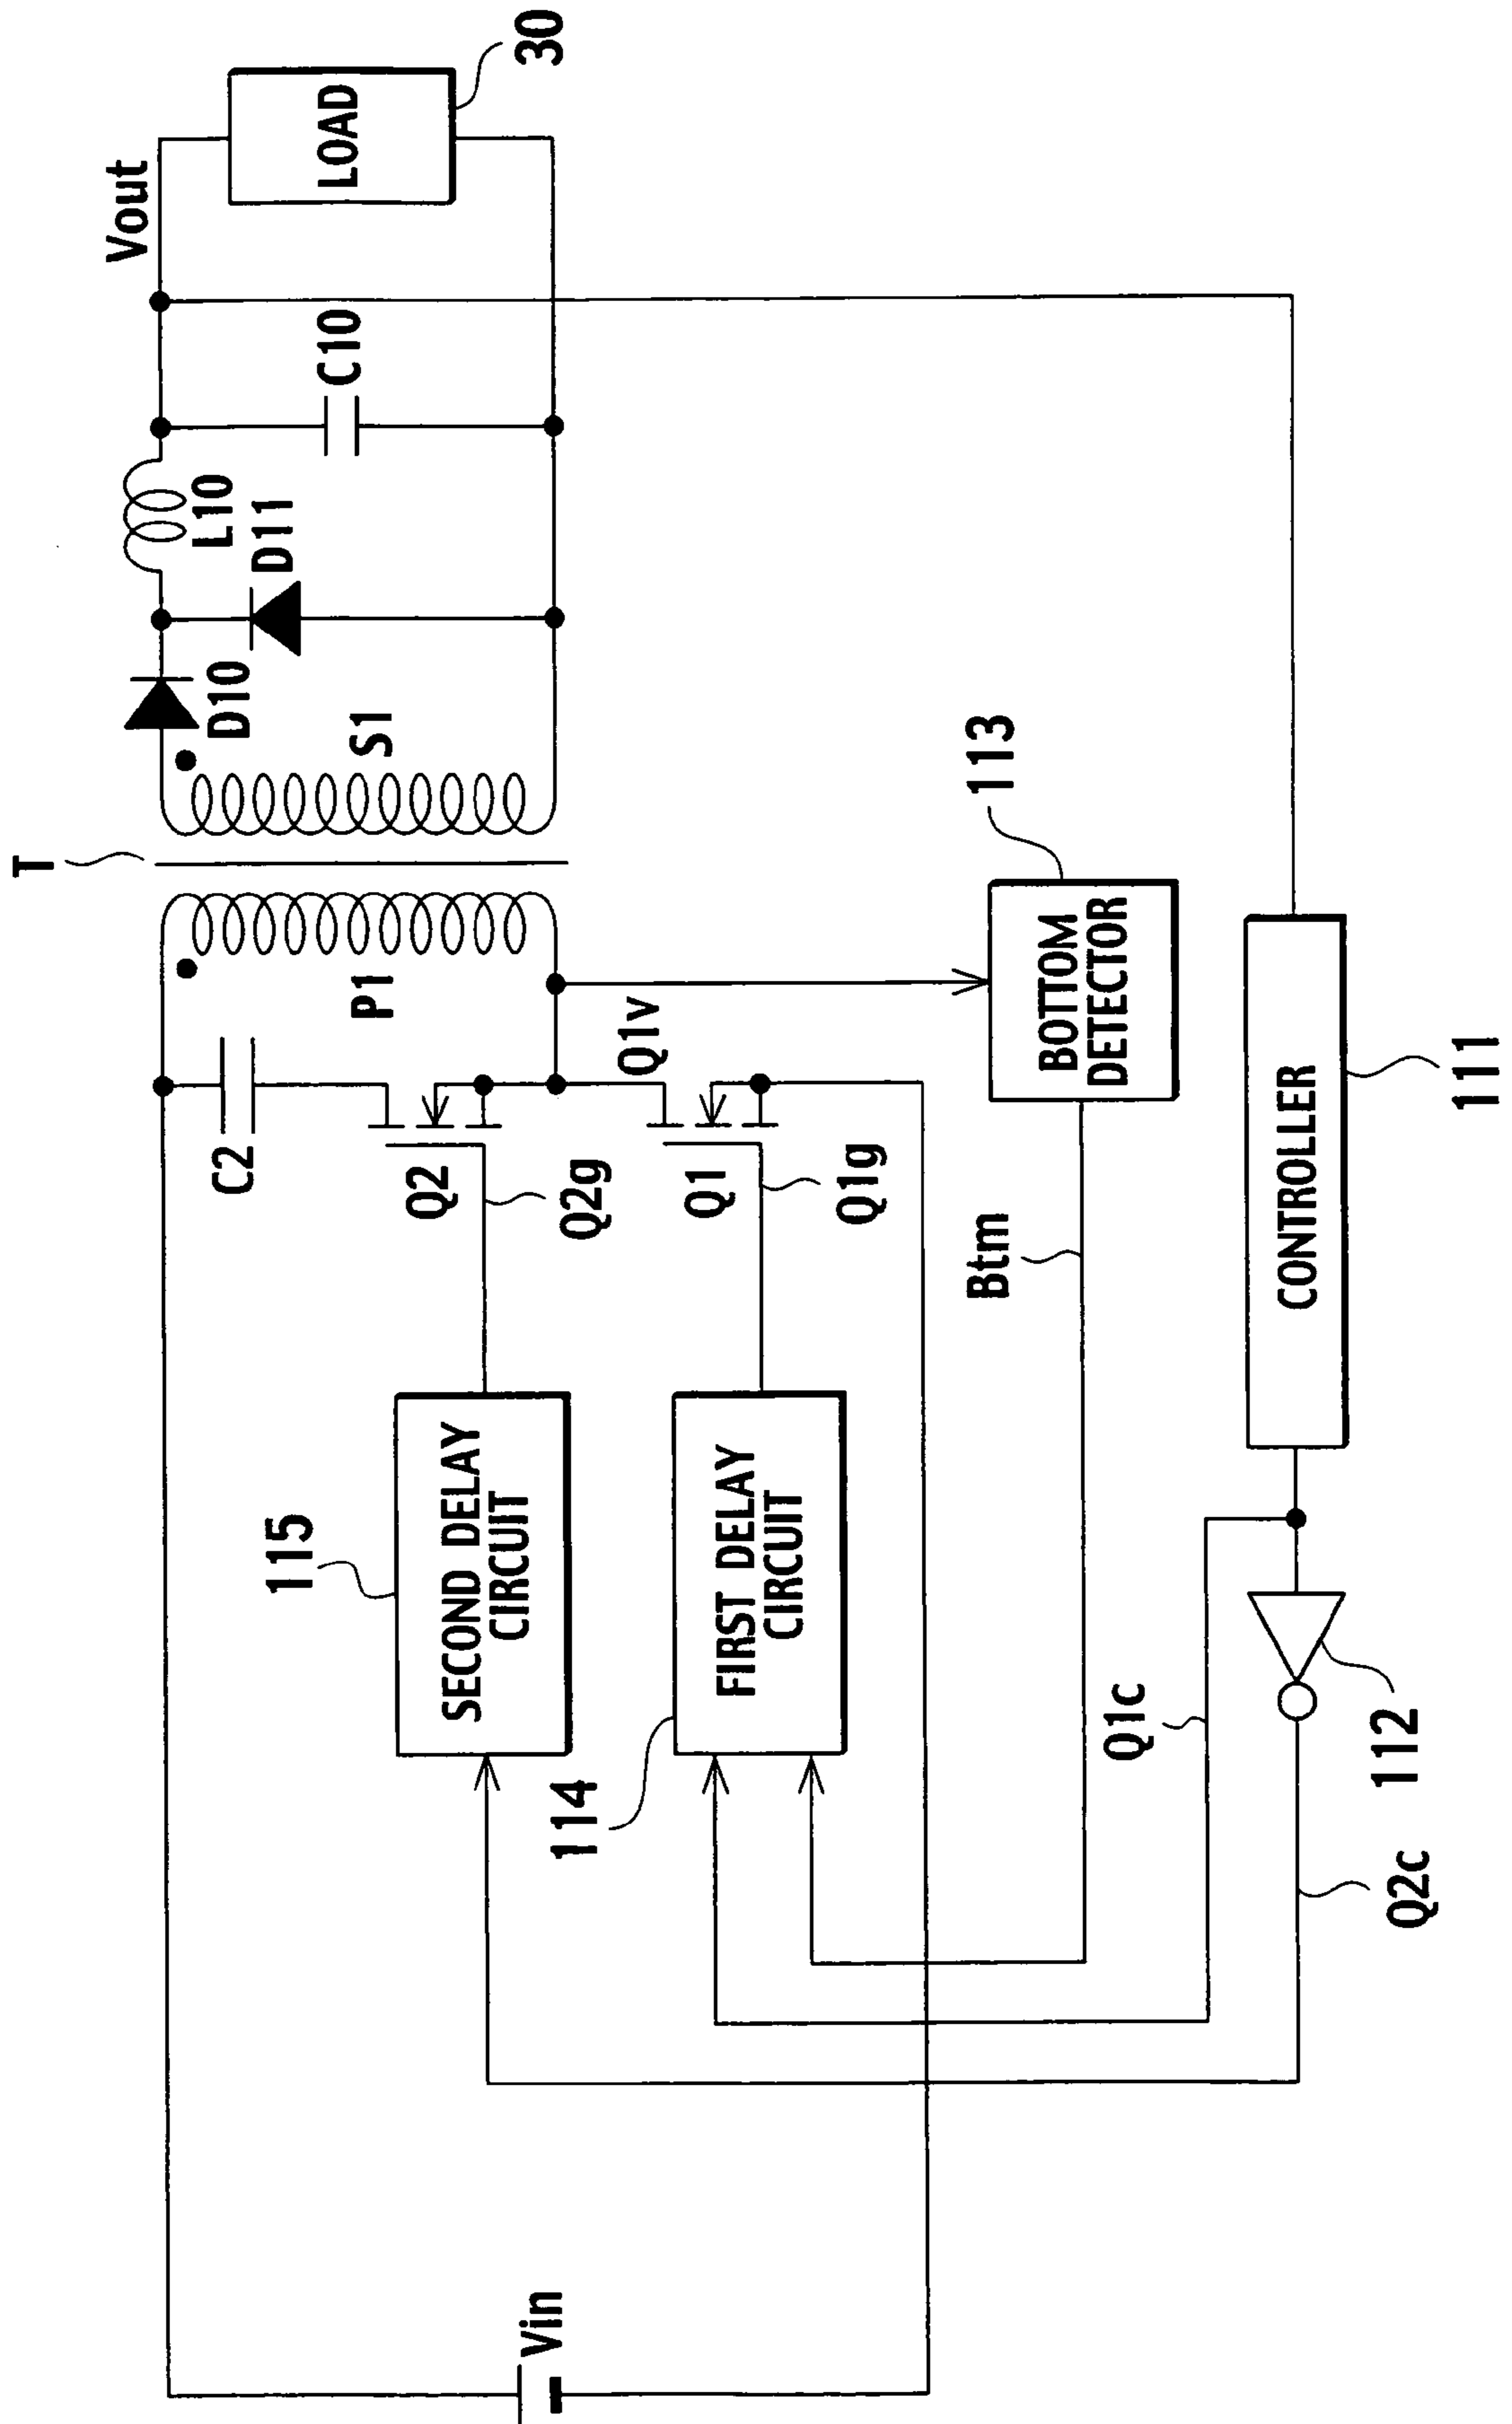 T
Vout
LOAD
30
D10
L10
D11
C10
S1
P1
C2
Q2
Q2g
Q1v
Q1
Q1g
115
SECOND DELAY
CIRCUIT
114
FIRST DELAY
CIRCUIT
Vin
113
BOTTOM
DETECTOR
Btm
Q1c
CONTROLLER
111
112
Q2c